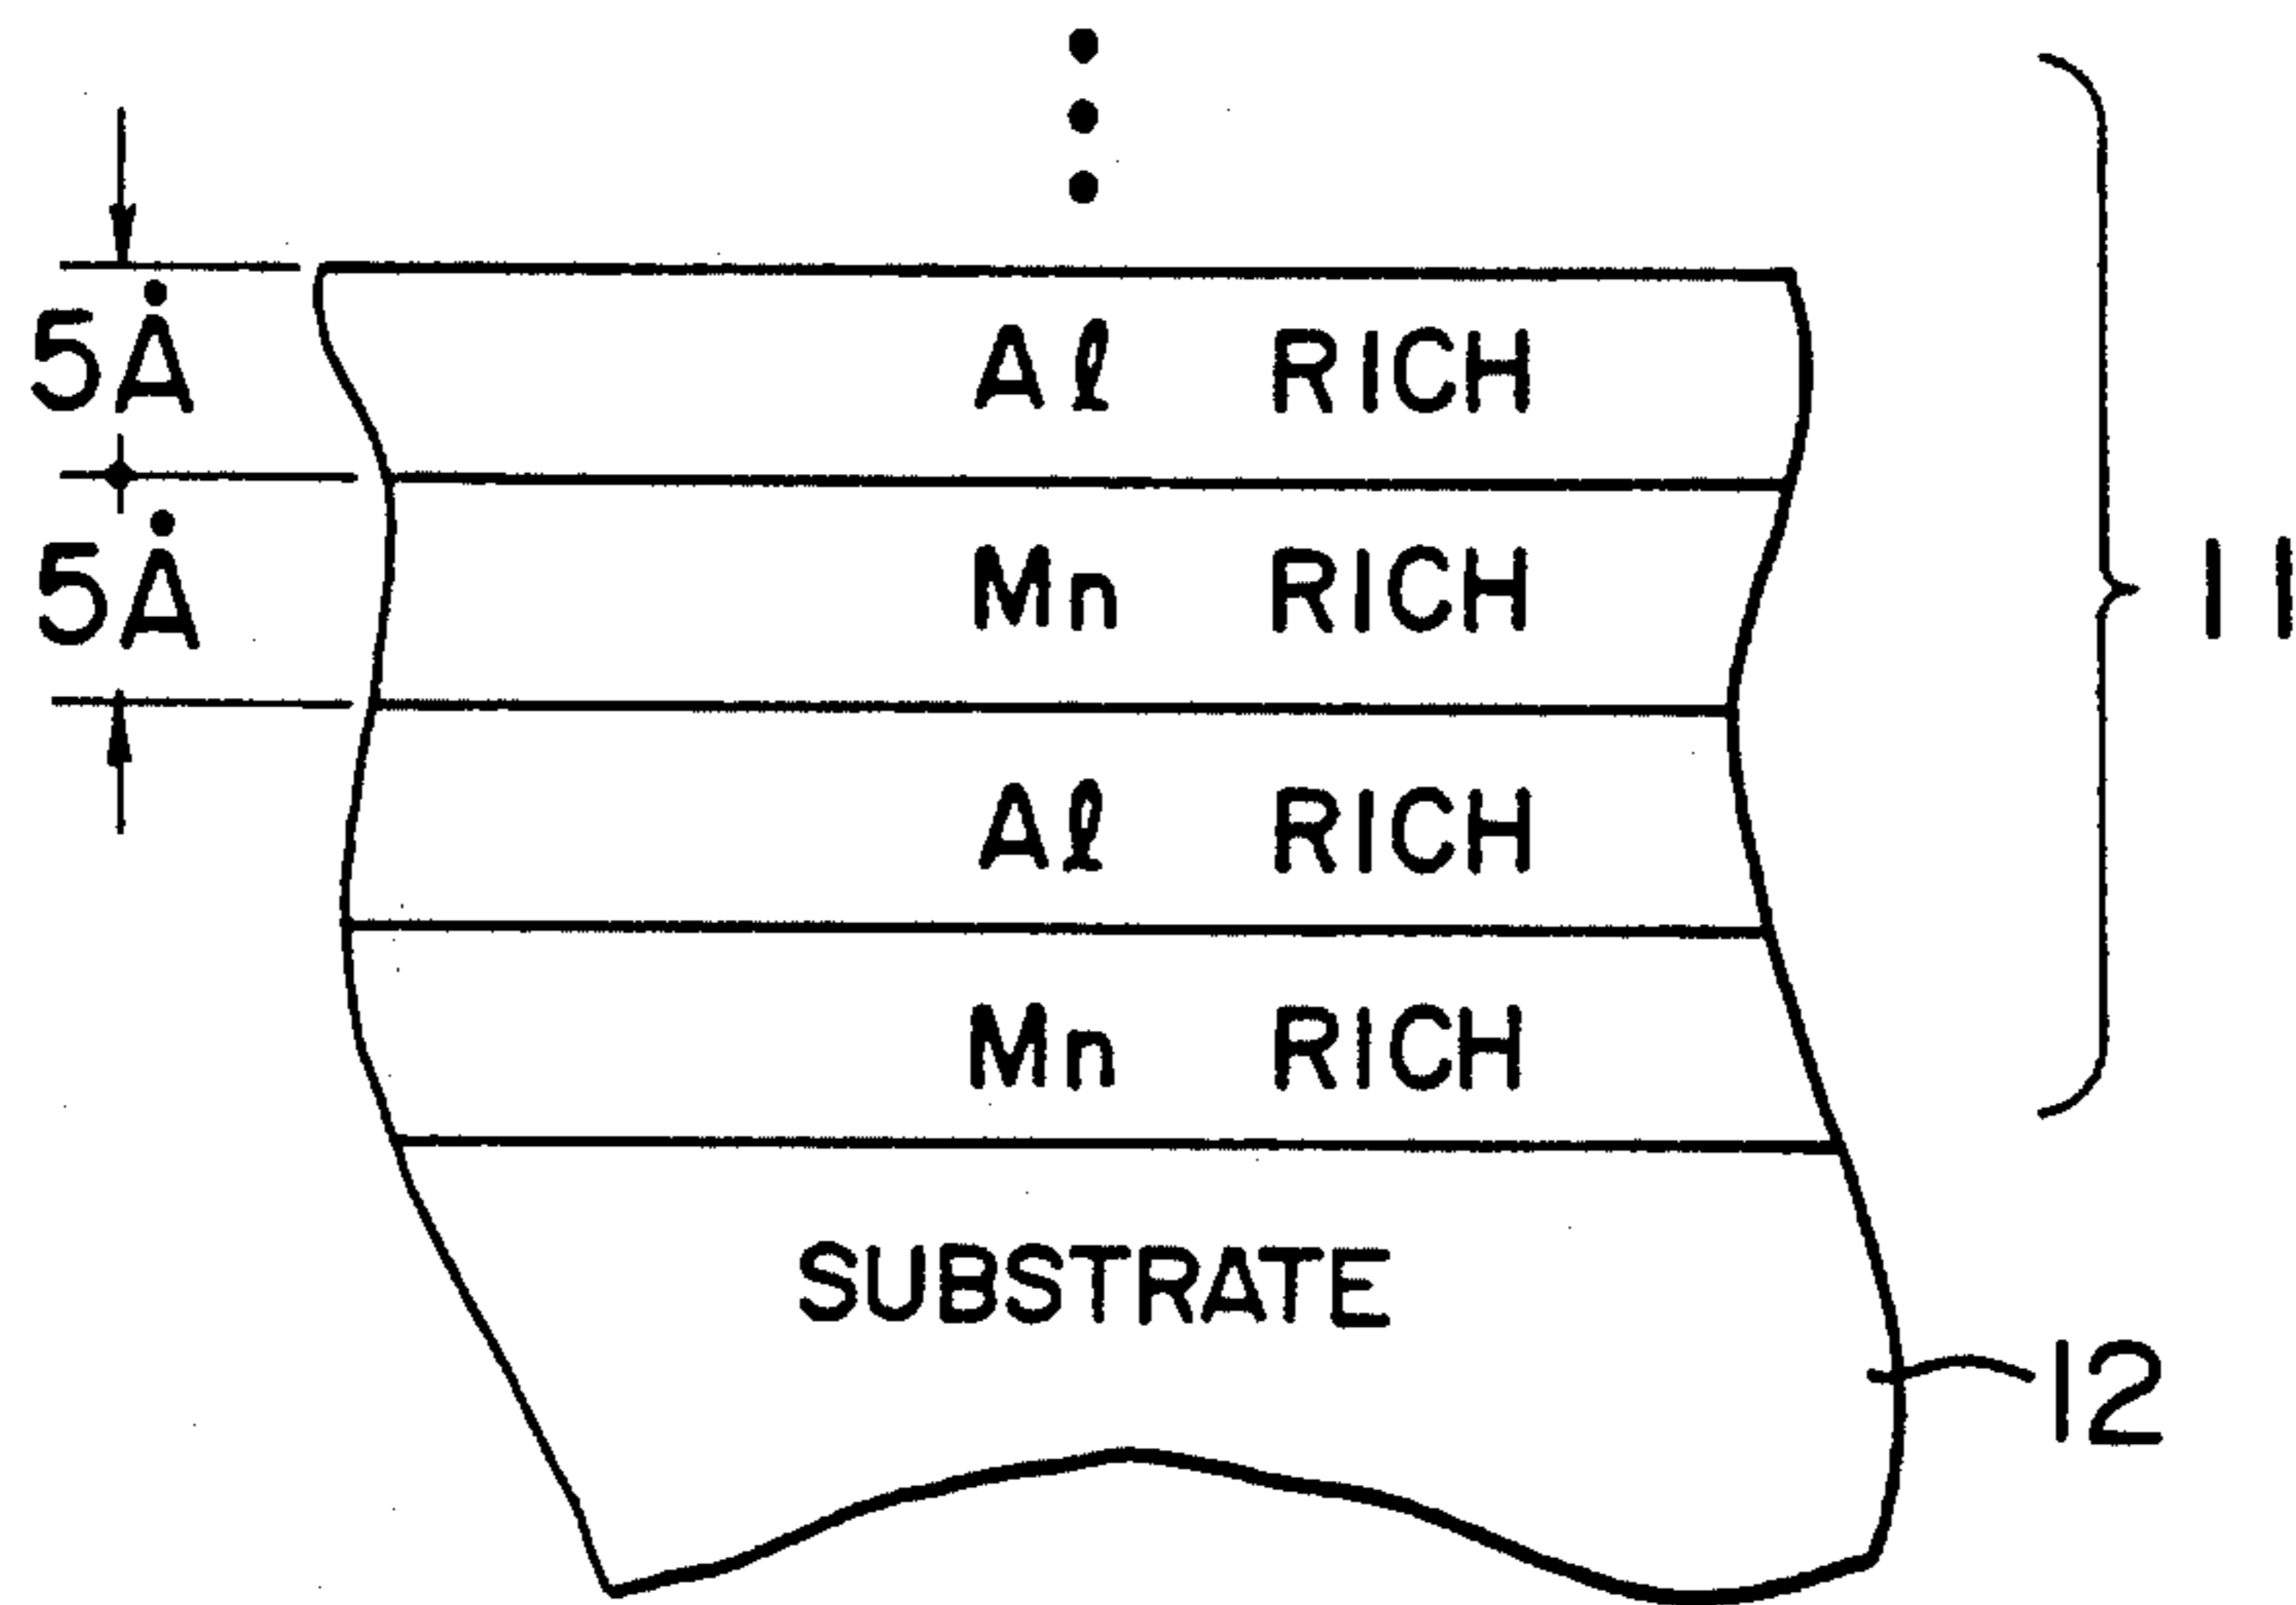 5Å
Aℓ RICH
5Å
Mn RICH
11
Aℓ RICH
Mn RICH
SUBSTRATE
12